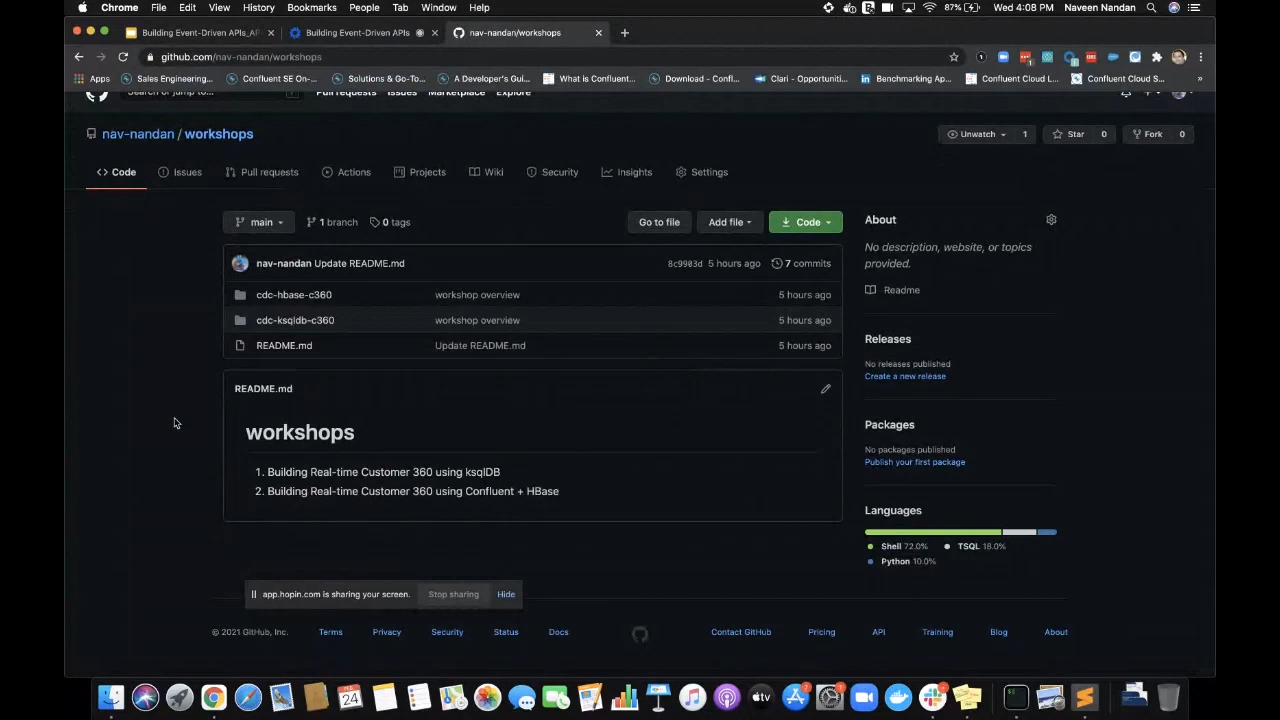 Chrome File Edit View History Bookmarks People Tab Window Help 87% Wed 4:08 PM Naveen Nandan
Building Event-Driven APIs_AP Building Event-Driven APIs nav-nandan/workshops
github.com/nav-nandan/workshops
Apps Sales Engineering... Confluent SE On-... Solutions & Go-To... A Developer's Gui... What is Confluent... Download - Confl... Clari - Opportuniti... Benchmarking Ap... Confluent Cloud L... Confluent Cloud S... »
Search or jump to... Pull requests Issues Marketplace Explore
nav-nandan / workshops Unwatch 1 Star 0 Fork 0
Code Issues Pull requests Actions Projects Wiki Security Insights Settings
main 1 branch 0 tags Go to file Add file Code
nav-nandan Update README.md 8c9903d 5 hours ago 7 commits
cdc-hbase-c360 workshop overview 5 hours ago
cdc-ksqldb-c360 workshop overview 5 hours ago
README.md Update README.md 5 hours ago
README.md
workshops
1. Building Real-time Customer 360 using ksqlDB
2. Building Real-time Customer 360 using Confluent + HBase
About
No description, website, or topics
provided.
Readme
Releases
No releases published
Create a new release
Packages
No packages published
Publish your first package
Languages
Shell 72.0% TSQL 18.0%
Python 10.0%
app.hopin.com is sharing your screen. Stop sharing Hide
© 2021 GitHub, Inc. Terms Privacy Security Status Docs Contact GitHub Pricing API Training Blog About
24